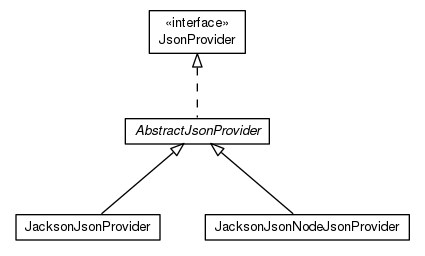 «interface»
JsonProvider
AbstractJsonProvider
JacksonJsonProvider
JacksonJsonNodeJsonProvider